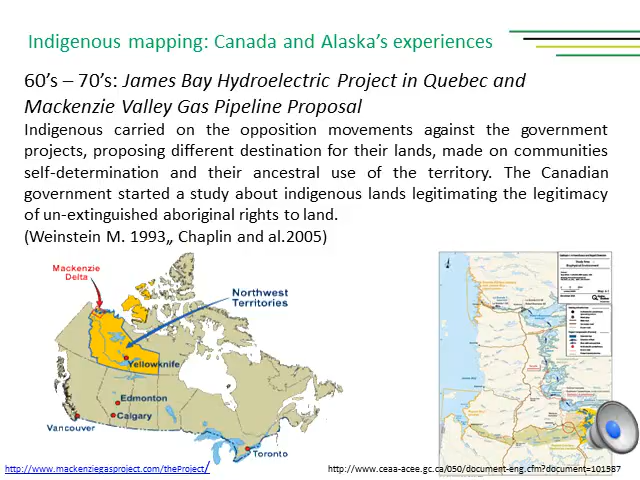 Indigenous mapping: Canada and Alaska's experiences
60's – 70's: James Bay Hydroelectric Project in Quebec and
Mackenzie Valley Gas Pipeline Proposal
Indigenous carried on the opposition movements against the government
projects, proposing different destination for their lands, made on communities
self-determination and their ancestral use of the territory. The Canadian
government started a study about indigenous lands legitimating the legitimacy
of un-extinguished aboriginal rights to land.
(Weinstein M. 1993,, Chaplin and al.2005)
Mackenzie
Delta
Northwest
Territories
Yellowknife
Edmonton
Calgary
Vancouver
Toronto
http://www.mackenziegasproject.com/theProject/
http://www.ceaa-acee.gc.ca/050/document-eng.cfm?document=101587